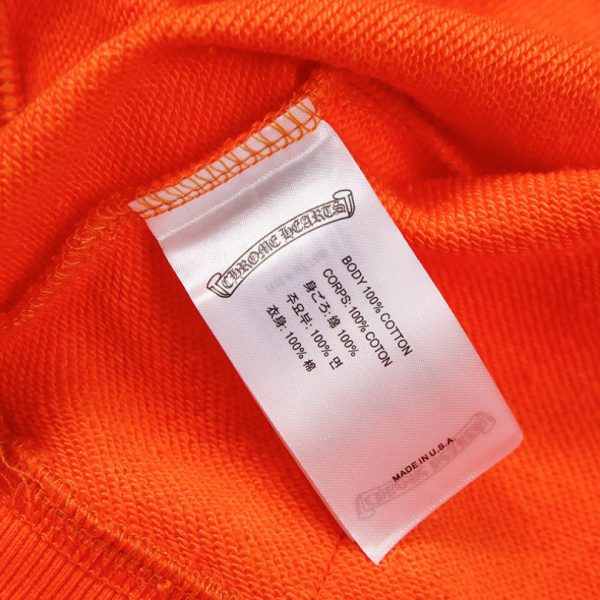 CHROME HEARTS
BODY 100% COTTON
CORPS: 100% COTON
身ごろ: 綿 100%
주요부: 100% 면
衣身: 100% 棉
MADE IN U.S.A.